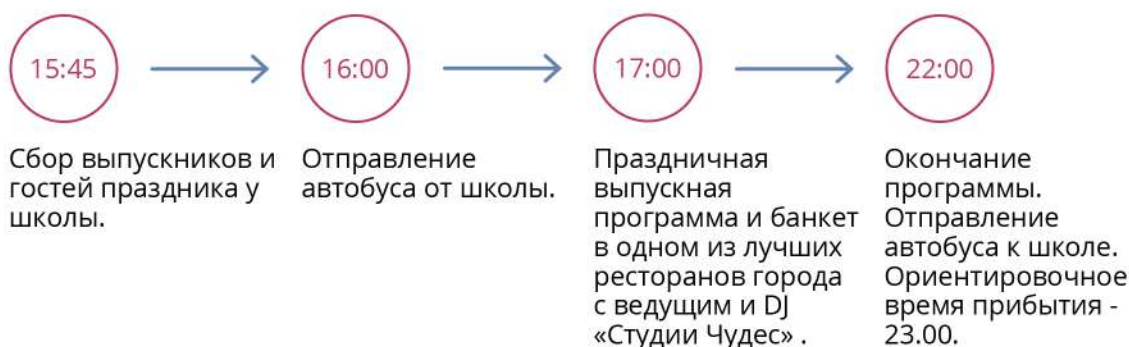 15:45
Сбор выпускников и
гостей праздника у
школы.
16:00
Отправление
автобуса от школы.
17:00
Праздничная
выпускная
программа и банкет
в одном из лучших
ресторанов города
с ведущим и DJ
«Студии Чудес» .
22:00
Окончание
программы.
Отправление
автобуса к школе.
Ориентировочное
время прибытия -
23.00.